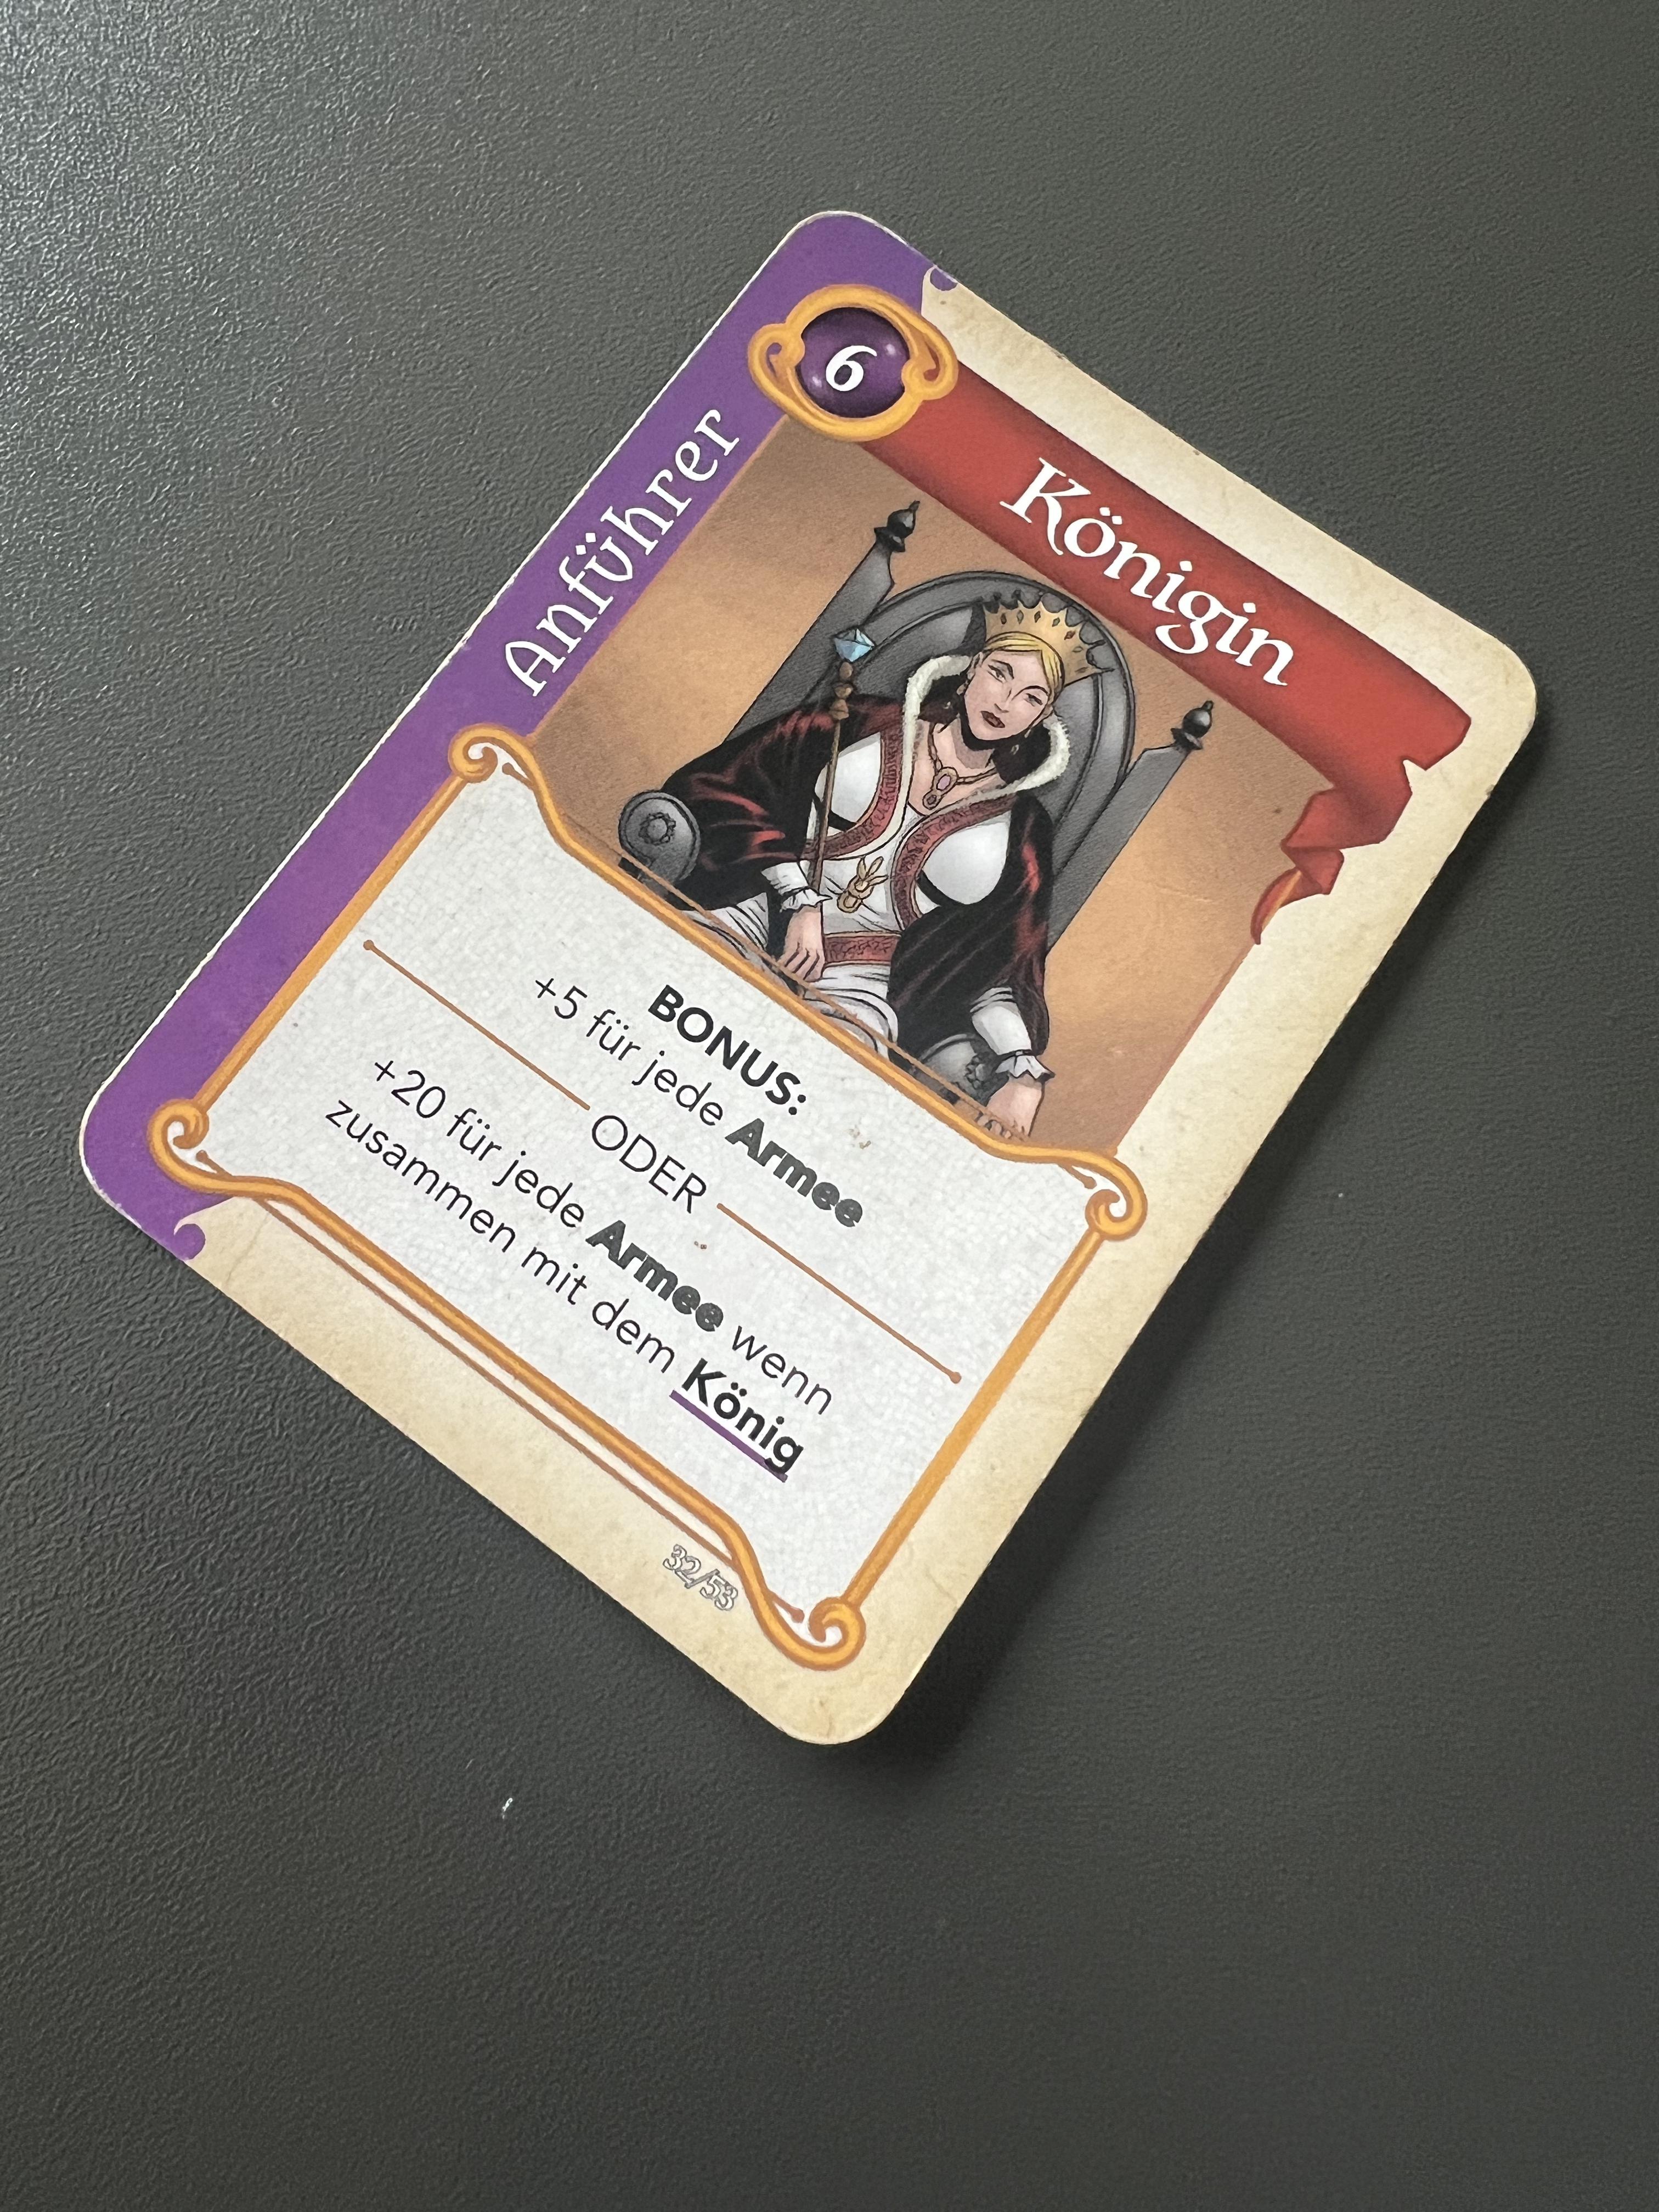 6
Königin
Anführer
BONUS:
+5 für jede Armee
ODER
+20 für jede Armee wenn
zusammen mit dem König
32/53